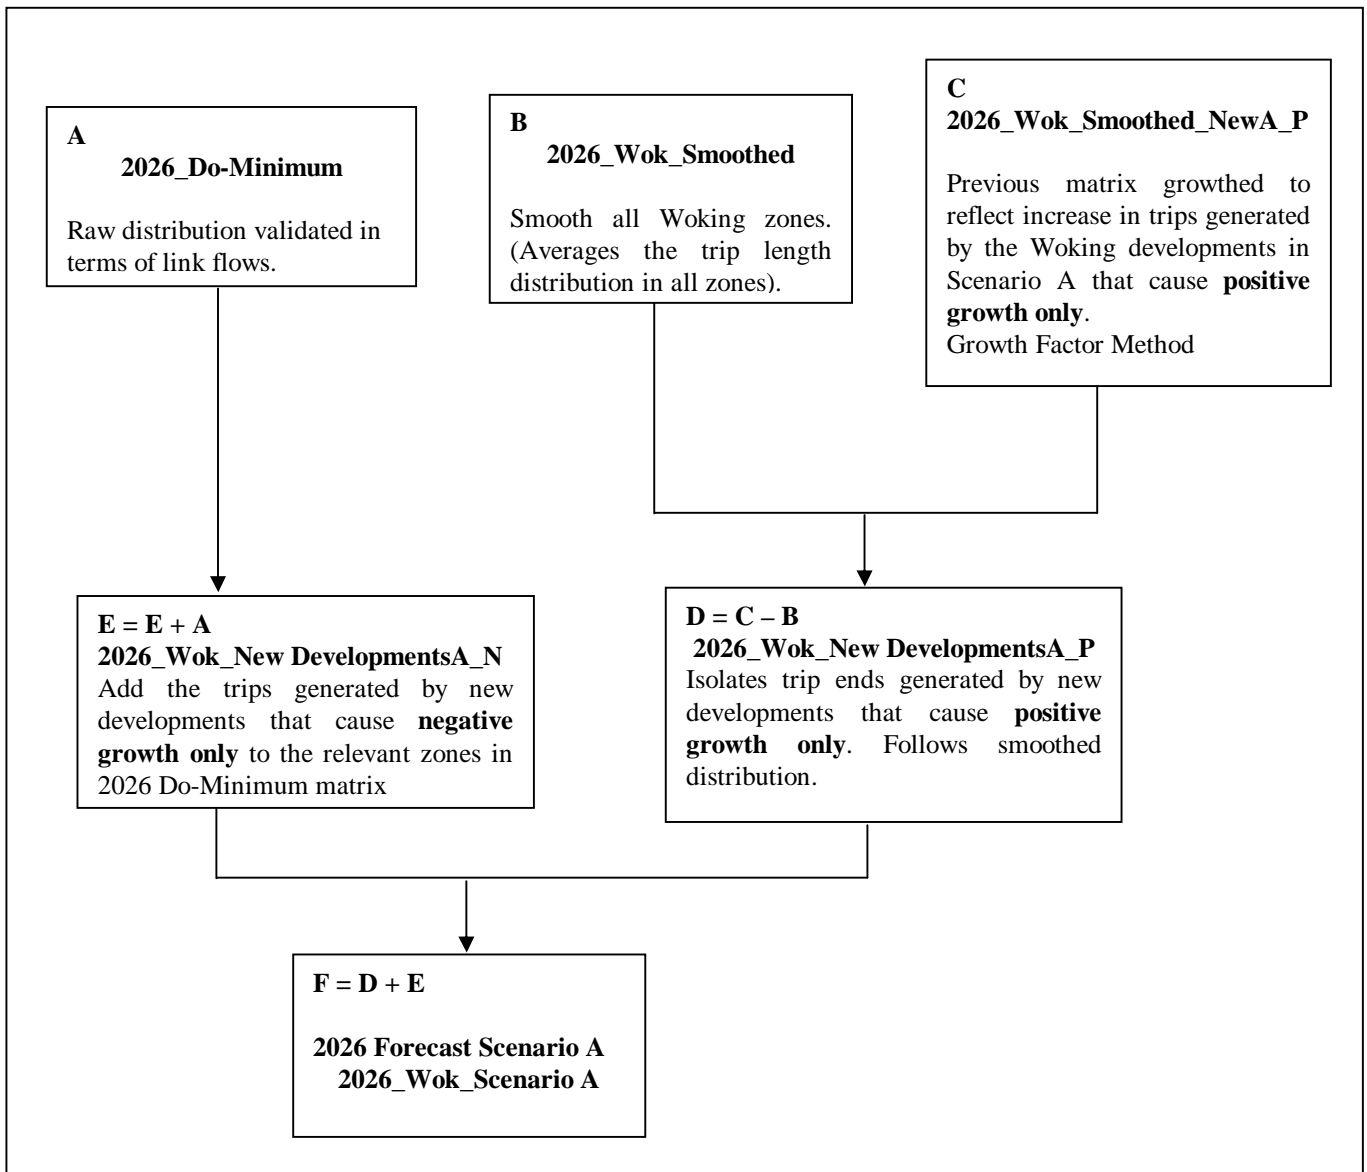 A
2026_Do-Minimum
Raw distribution validated in
terms of link flows.
B
2026_Wok_Smoothed
Smooth all Woking zones.
(Averages the trip length
distribution in all zones).
C
2026_Wok_Smoothed_NewA_P
Previous matrix growthed to
reflect increase in trips generated
by the Woking developments in
Scenario A that cause positive
growth only.
Growth Factor Method
E = E + A
2026_Wok_New DevelopmentsA_N
Add the trips generated by new
developments that cause negative
growth only to the relevant zones in
2026 Do-Minimum matrix
D = C – B
2026_Wok_New DevelopmentsA_P
Isolates trip ends generated by new
developments that cause positive
growth only. Follows smoothed
distribution.
F = D + E
2026 Forecast Scenario A
2026_Wok_Scenario A